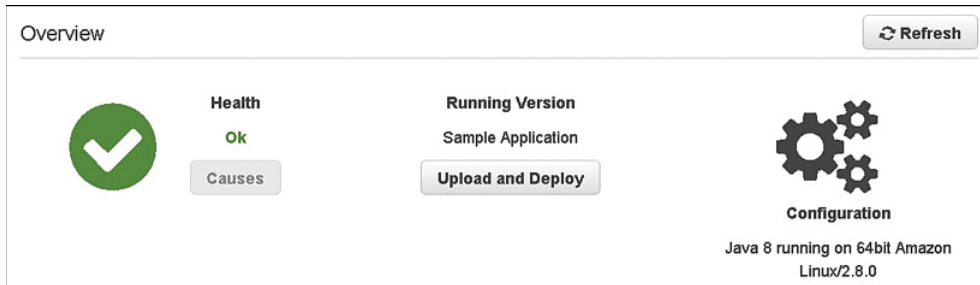 Overview
Refresh
Health
Ok
Causes
Running Version
Sample Application
Upload and Deploy
Configuration
Java 8 running on 64bit Amazon
Linux/2.8.0